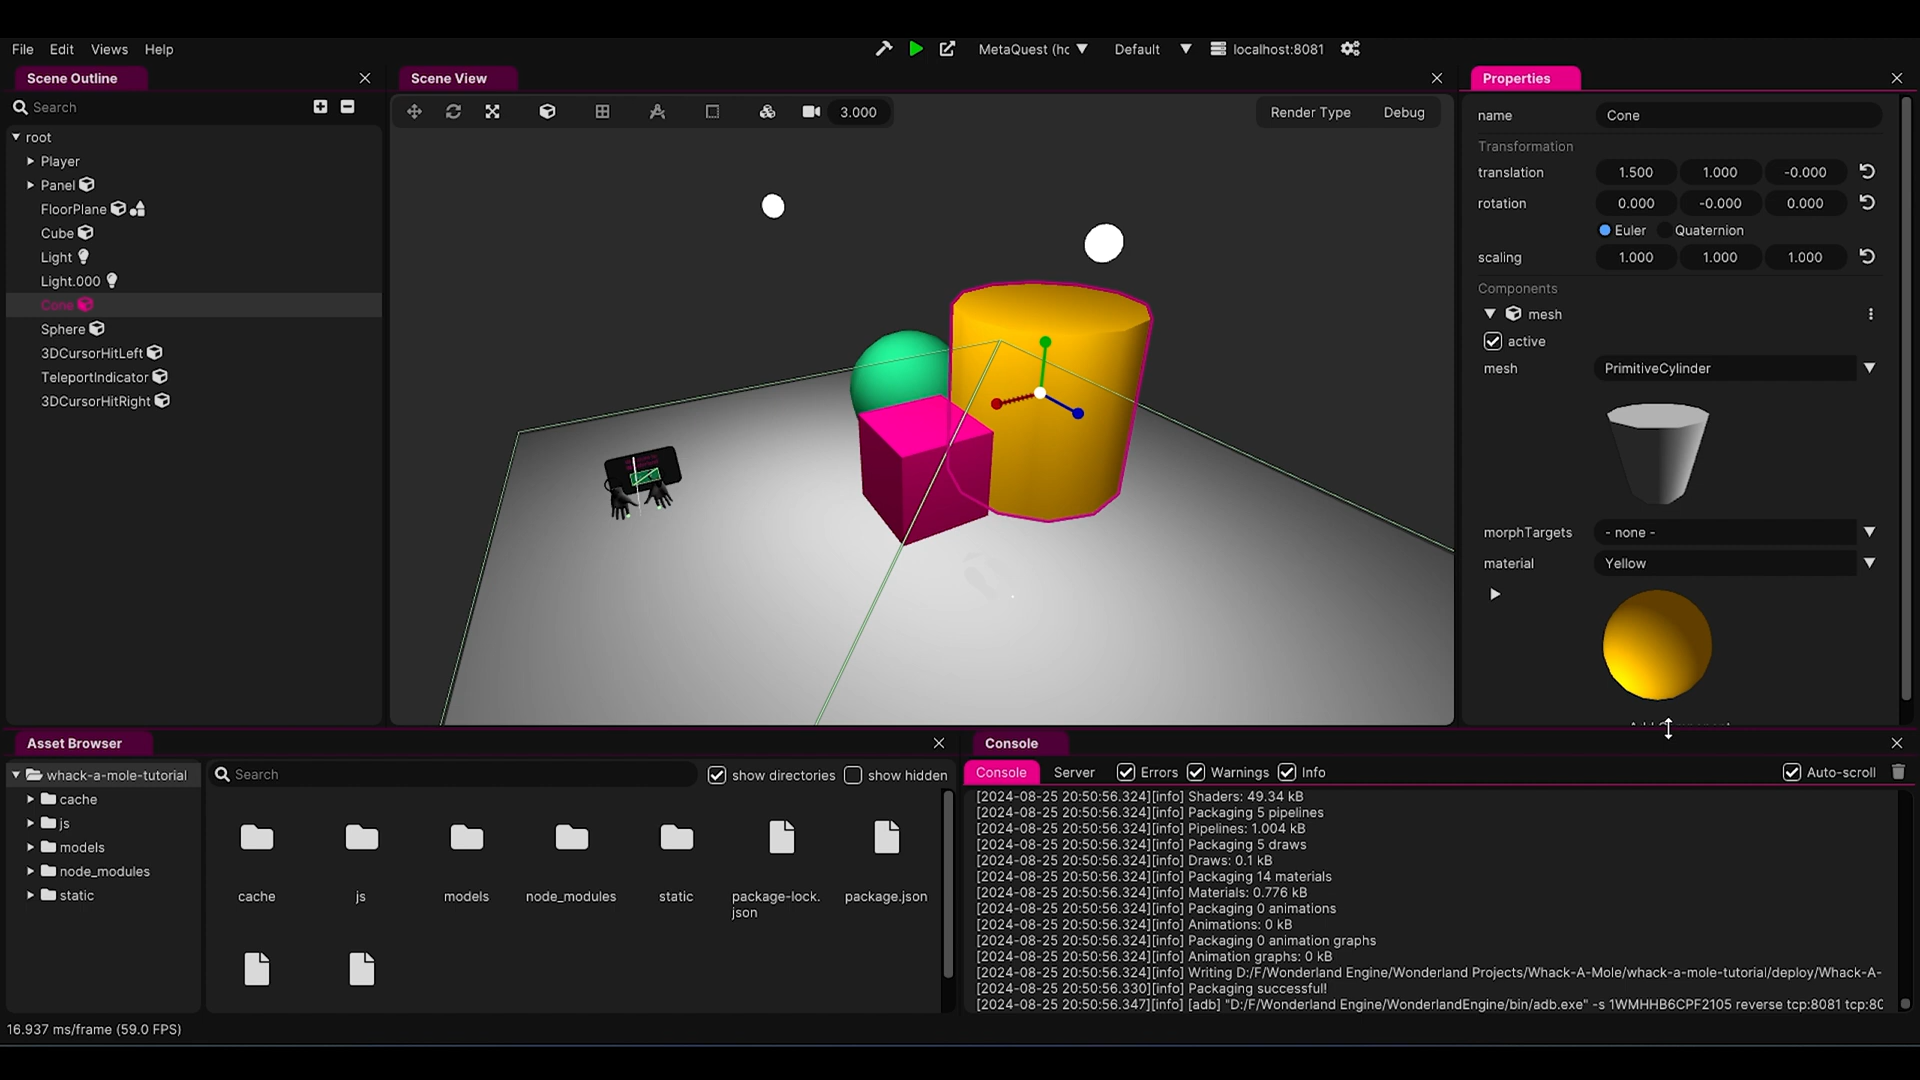 File Edit Views Help
MetaQuest (hc Default localhost:8081
Scene Outline
Search
root
Player
Panel
FloorPlane
Cube
Light
Light.000
Cone
Sphere
3DCursorHitLeft
TeleportIndicator
3DCursorHitRight
Scene View
3.000 Render Type Debug
Properties
name Cone
Transformation
translation 1.500 1.000 -0.000
rotation 0.000 -0.000 0.000
Euler Quaternion
scaling 1.000 1.000 1.000
Components
mesh
active
mesh PrimitiveCylinder
morphTargets - none -
material Yellow
Asset Browser
whack-a-mole-tutorial
cache
js
models
node_modules
static
Search show directories show hidden
cache js models node_modules static package-lock. package.json
json
Console
Console Server Errors Warnings Info Auto-scroll
[2024-08-25 20:50:56.324][info] Shaders: 49.34 kB
[2024-08-25 20:50:56.324][info] Packaging 5 pipelines
[2024-08-25 20:50:56.324][info] Pipelines: 1.004 kB
[2024-08-25 20:50:56.324][info] Packaging 5 draws
[2024-08-25 20:50:56.324][info] Draws: 0.1 kB
[2024-08-25 20:50:56.324][info] Packaging 14 materials
[2024-08-25 20:50:56.324][info] Materials: 0.776 kB
[2024-08-25 20:50:56.324][info] Packaging 0 animations
[2024-08-25 20:50:56.324][info] Animations: 0 kB
[2024-08-25 20:50:56.324][info] Packaging 0 animation graphs
[2024-08-25 20:50:56.324][info] Animation graphs: 0 kB
[2024-08-25 20:50:56.324][info] Writing D:/F/Wonderland Engine/Wonderland Projects/Whack-A-Mole/whack-a-mole-tutorial/deploy/Whack-A-
[2024-08-25 20:50:56.330][info] Packaging successful!
[2024-08-25 20:50:56.347][info] [adb] "D:/F/Wonderland Engine/WonderlandEngine/bin/adb.exe" -s 1WMHHB6CPF2105 reverse tcp:8081 tcp:80
16.937 ms/frame (59.0 FPS)